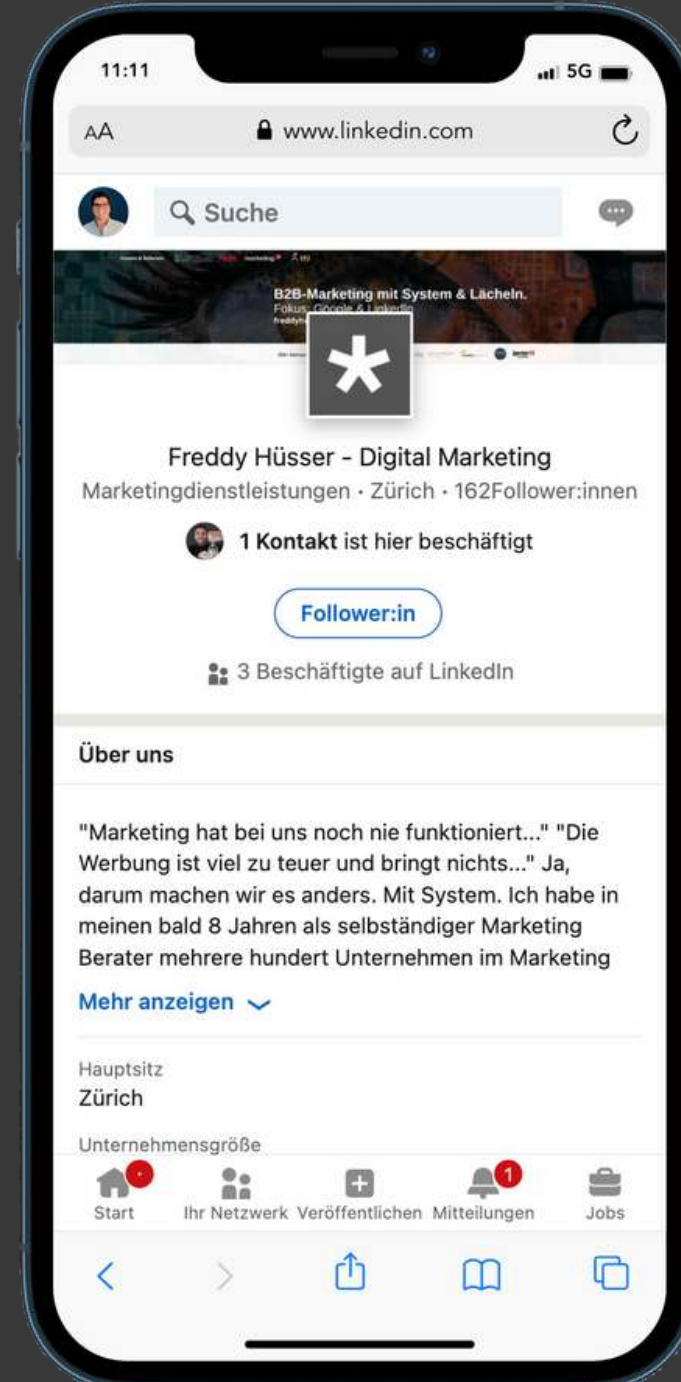 11:11
5G
AA
www.linkedin.com
Suche
marketing
B2B-Marketing mit System & Lächeln.
Fokus: Google & LinkedIn
*
Freddy Hüsser - Digital Marketing
Marketingdienstleistungen · Zürich · 162Follower:innen
1 Kontakt ist hier beschäftigt
Follower:in
3 Beschäftigte auf LinkedIn
Über uns
"Marketing hat bei uns noch nie funktioniert..." "Die
Werbung ist viel zu teuer und bringt nichts..." Ja,
darum machen wir es anders. Mit System. Ich habe in
meinen bald 8 Jahren als selbständiger Marketing
Berater mehrere hundert Unternehmen im Marketing
Mehr anzeigen
Hauptsitz
Zürich
Unternehmensgröße
1
Start Ihr Netzwerk Veröffentlichen Mitteilungen Jobs